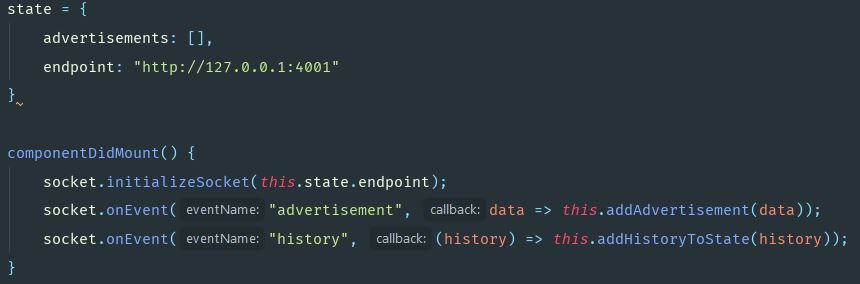 state = {
    advertisements: [],
    endpoint: "http://127.0.0.1:4001"
}
componentDidMount() {
    socket.initializeSocket(this.state.endpoint);
    socket.onEvent( eventName: "advertisement", callback: data => this.addAdvertisement(data));
    socket.onEvent( eventName: "history", callback: (history) => this.addHistoryToState(history));
}